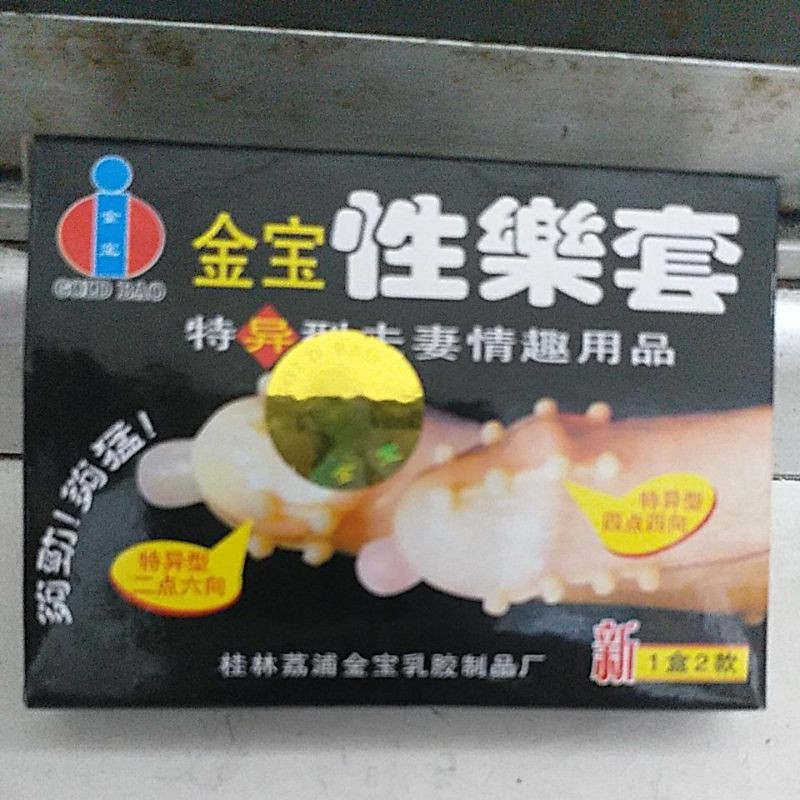 金宝
GOLD BAO
金宝性樂套
特异型夫妻情趣用品
够劲!够猛!
特异型
二点六向
特异型
四点四向
桂林荔浦金宝乳胶制品厂
新
1盒2款